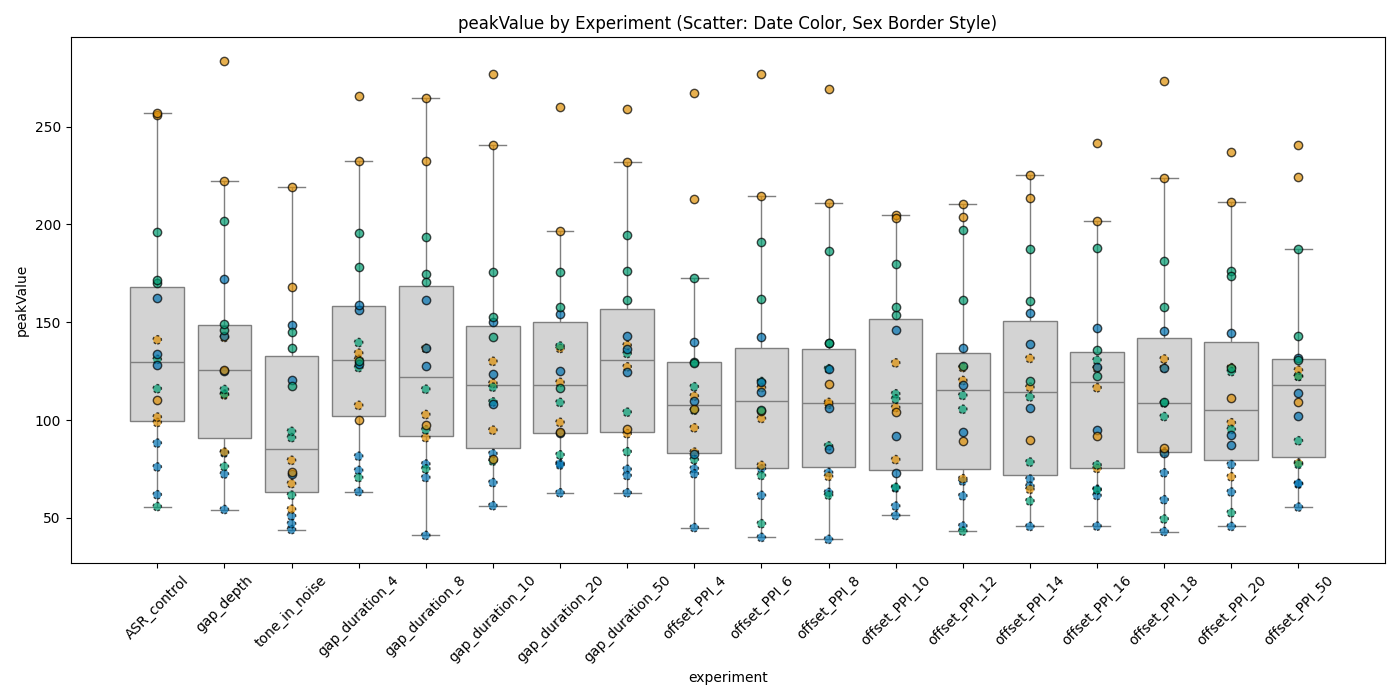 peakValue by Experiment (Scatter: Date Color, Sex Border Style)
peakValue
250
200
150
100
50
ASR_control
gap_depth
tone_in_noise
gap_duration_4
gap_duration_8
gap_duration_10
gap_duration_20
gap_duration_50
offset_PPI_4
offset_PPI_6
offset_PPI_8
offset_PPI_10
offset_PPI_12
offset_PPI_14
offset_PPI_16
offset_PPI_18
offset_PPI_20
offset_PPI_50
experiment